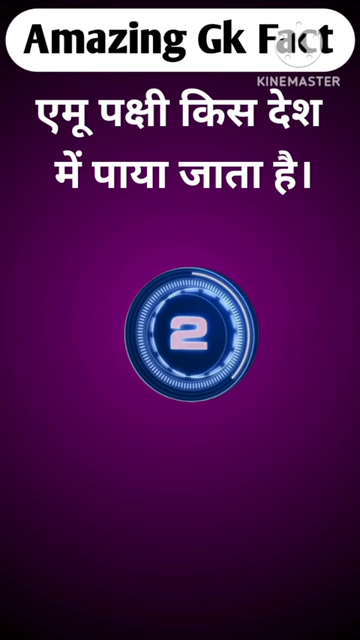 Amazing Gk Fact
KINEMASTER
एमू पक्षी किस देश
में पाया जाता है।
2